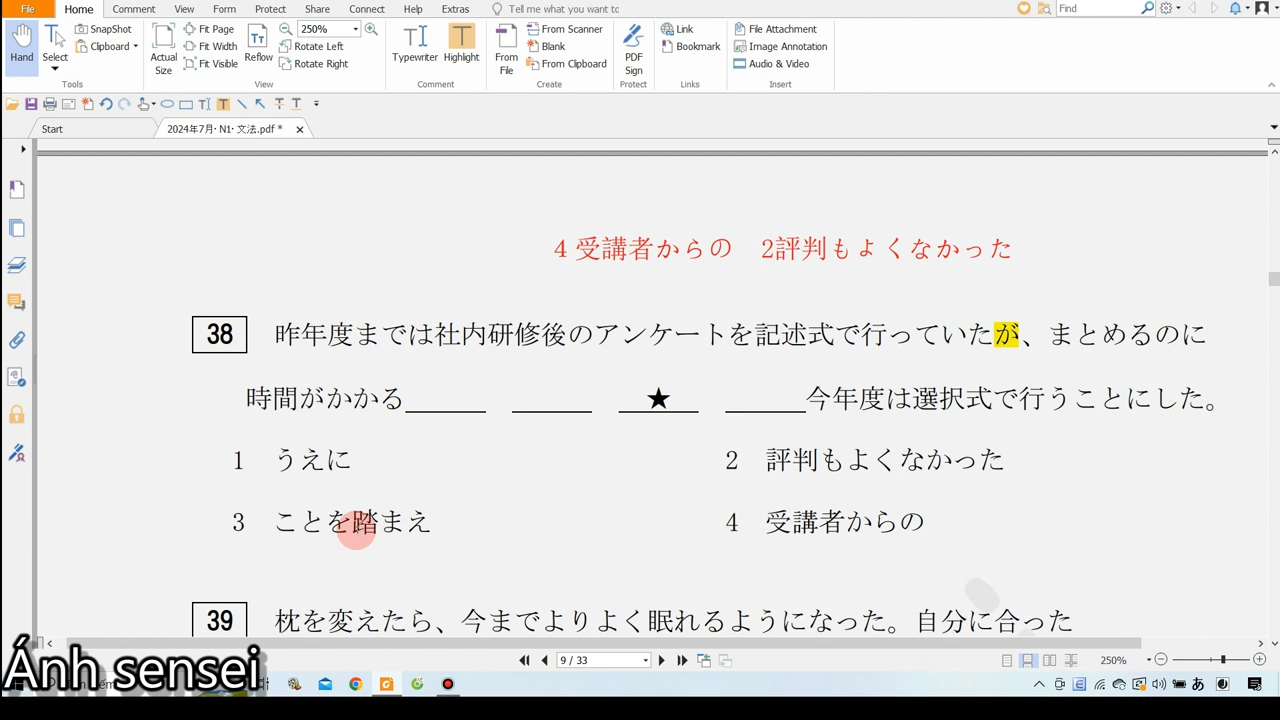 File Home Comment View Form Protect Share Connect Help Extras Tell me what you want to Find
SnapShot Fit Page 250% Link File Attachment
Clipboard Fit Width Rotate Left From Scanner Bookmark Image Annotation
Hand Select Actual Size Fit Visible Reflow Rotate Right Typewriter Highlight From File Blank From Clipboard PDF Sign Audio & Video
Tools View Comment Create Protect Links Insert
Start 2024年7月· N1· 文法.pdf *
4 受講者からの 2評判もよくなかった
38 昨年度までは社内研修後のアンケートを記述式で行っていたが、まとめるのに
時間がかかる______ ______ ★ ______今年度は選択式で行うことにした。
1 うえに 2 評判もよくなかった
3 ことを踏まえ 4 受講者からの
39 枕を変えたら、今までよりよく眠れるようになった。自分に合った
Ánh sensei
9 / 33 250%
あ